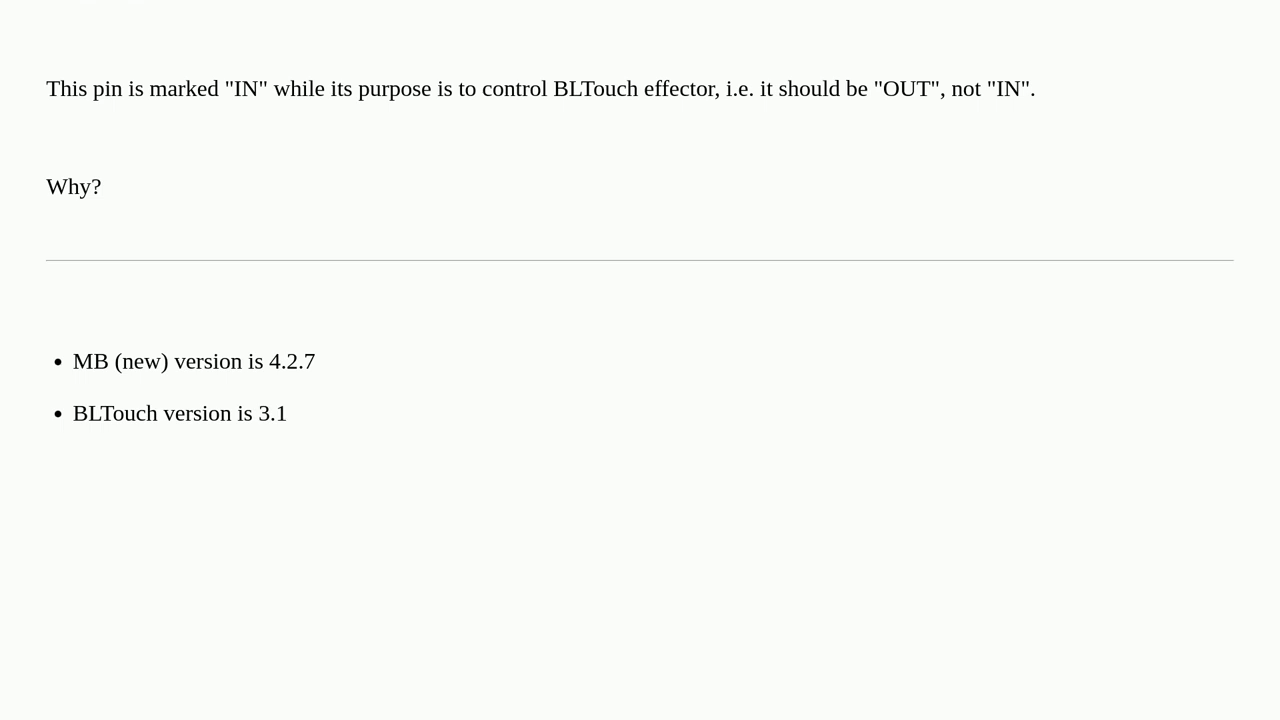 This pin is marked "IN" while its purpose is to control BLTouch effector, i.e. it should be "OUT", not "IN".
Why?
• MB (new) version is 4.2.7
• BLTouch version is 3.1